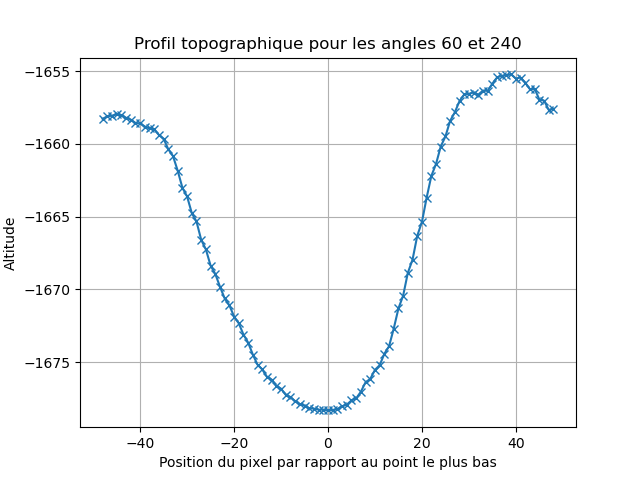 Profil topographique pour les angles 60 et 240
Altitude
−1655
−1660
−1665
−1670
−1675
−40 −20 0 20 40
Position du pixel par rapport au point le plus bas